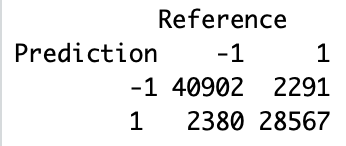 Reference
Prediction -1 1
-1 40902 2291
1 2380 28567